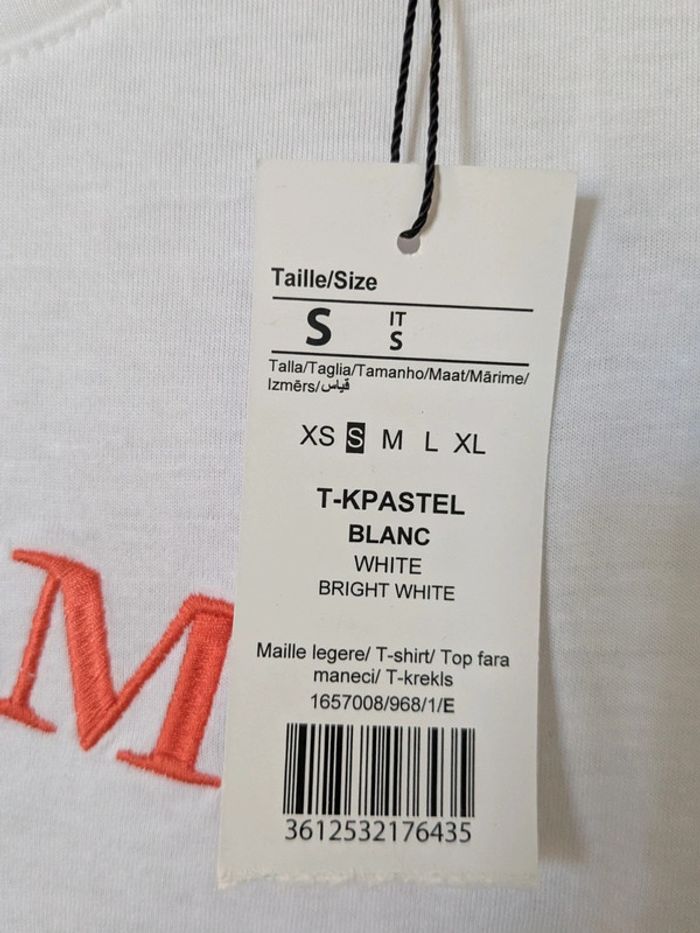 Taille/Size
S IT
S
Talla/Taglia/Tamanho/Maat/Mărime/
Izmērs/قياس
XS S M L XL
T-KPASTEL
BLANC
WHITE
BRIGHT WHITE
Maille legere/ T-shirt/ Top fara
maneci/ T-krekls
1657008/968/1/E
3612532176435
M